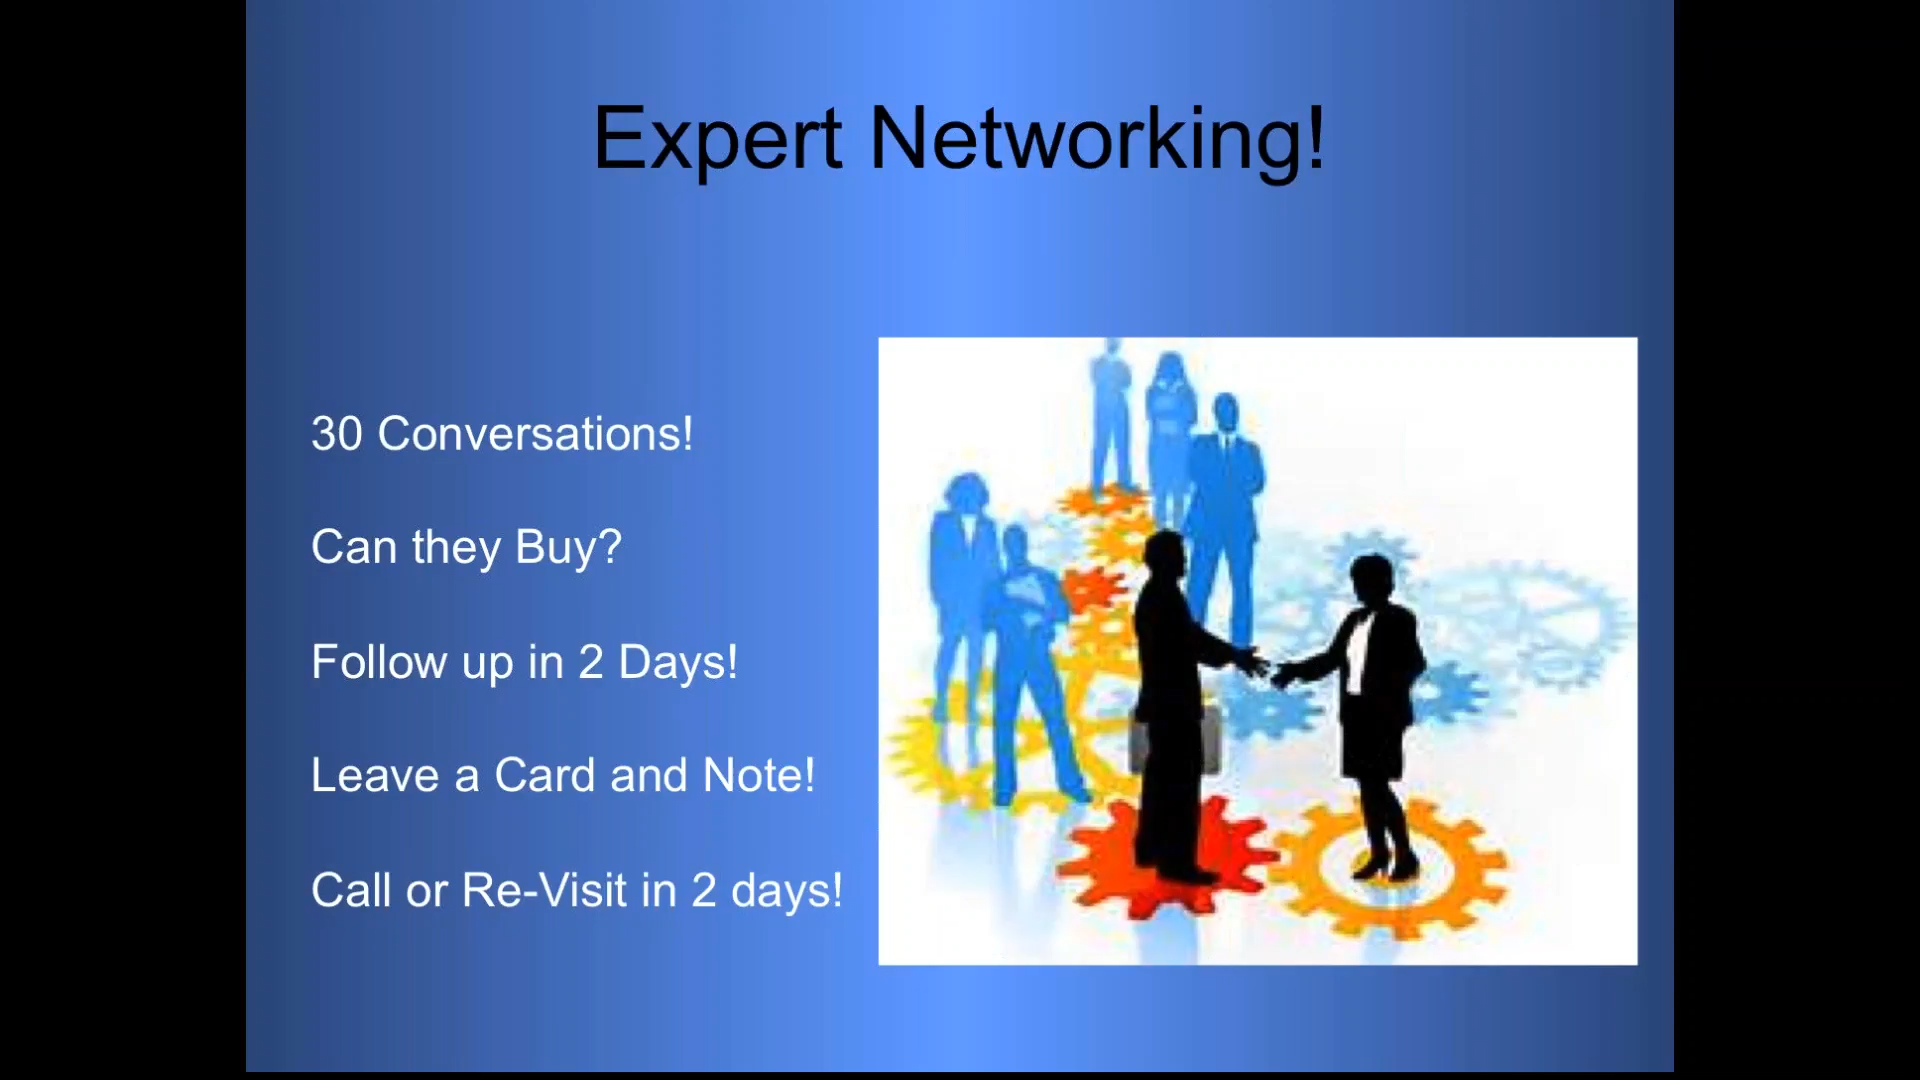 Expert Networking!
30 Conversations!
Can they Buy?
Follow up in 2 Days!
Leave a Card and Note!
Call or Re-Visit in 2 days!